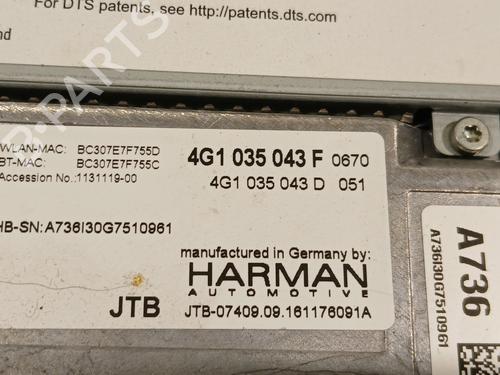 For DTS patents, see http://patents.dts.com.
nd
WLAN-MAC: BC307E7F755D
BT-MAC: BC307E7F755C
Accession No.:1131119-00
4G1 035 043 F 0670
4G1 035 043 D 051
HB-SN:A736I30G7510961
manufactured in Germany by:
HARMAN
AUTOMOTIVE
JTB
JTB-07409.09.161176091A
A736I30G7510961
A736